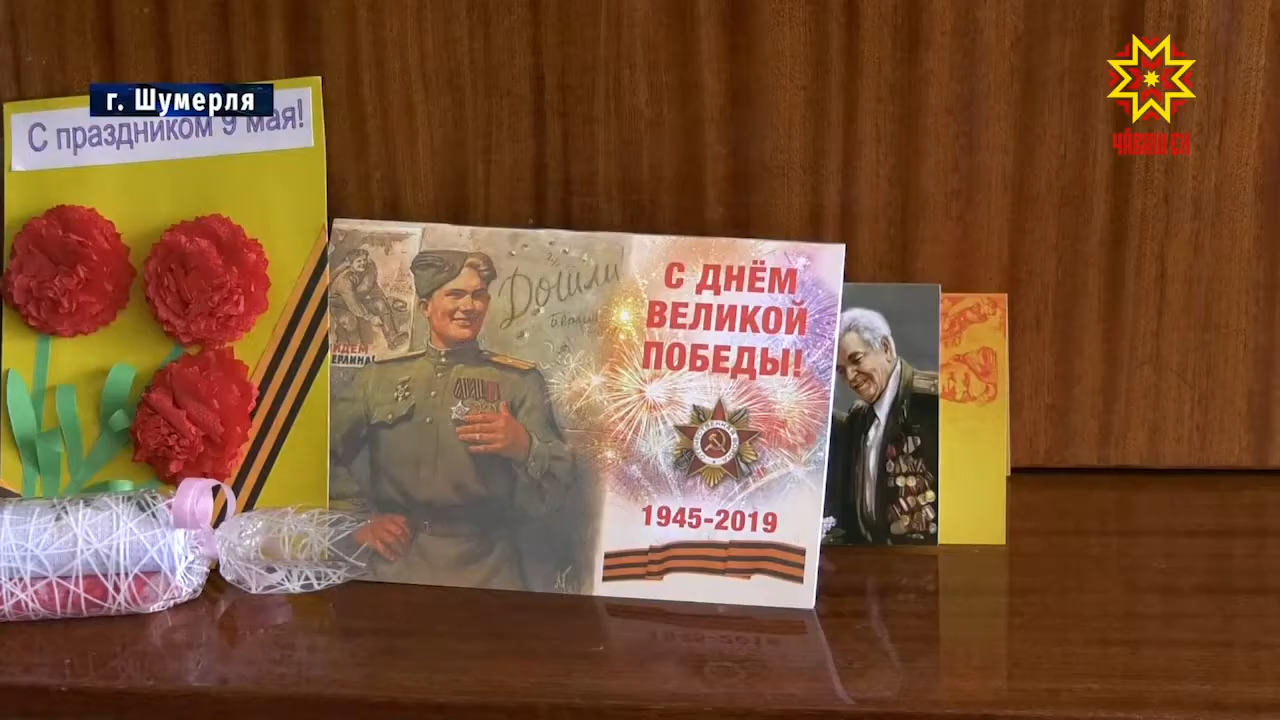 г. Шумерля
С праздником 9 мая!
Дошли
С ДНЁМ
ВЕЛИКОЙ
ПОБЕДЫ!
1945-2019
ЧӐВАШ ЕН